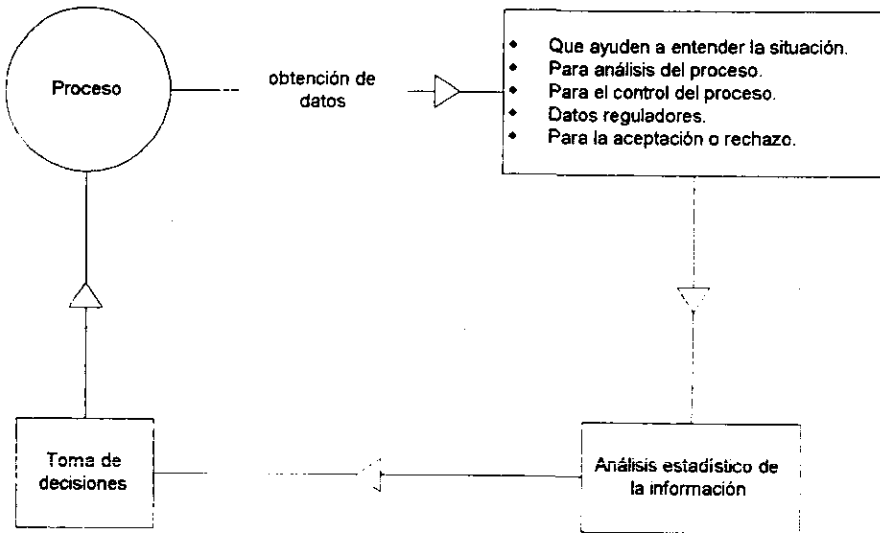 Proceso
obtención de
datos
• Que ayuden a entender la situación.
• Para análisis del proceso.
• Para el control del proceso.
• Datos reguladores.
• Para la aceptación o rechazo.
Análisis estadístico de
la información
Toma de
decisiones